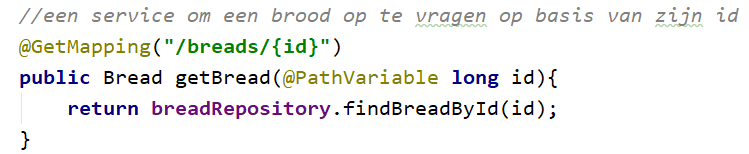 //een service om een brood op te vragen op basis van zijn id
@GetMapping("/breads/{id}")
public Bread getBread(@PathVariable long id){
    return breadRepository.findBreadById(id);
}